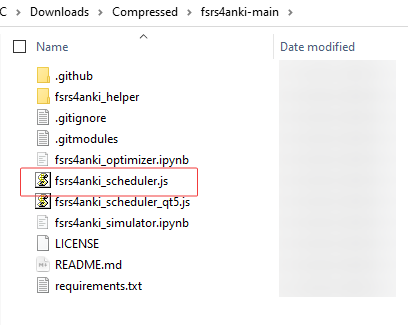 C > Downloads > Compressed > fsrs4anki-main >
Name Date modified
.github
fsrs4anki_helper
.gitignore
.gitmodules
fsrs4anki_optimizer.ipynb
fsrs4anki_scheduler.js
fsrs4anki_scheduler_qt5.js
fsrs4anki_simulator.ipynb
LICENSE
README.md
requirements.txt